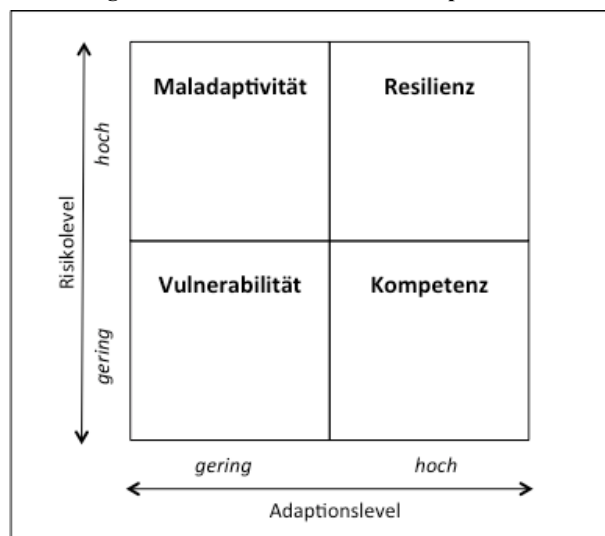 Maladaptivität Resilienz
hoch
Risikolevel
Vulnerabilität Kompetenz
gering
gering hoch
Adaptionslevel